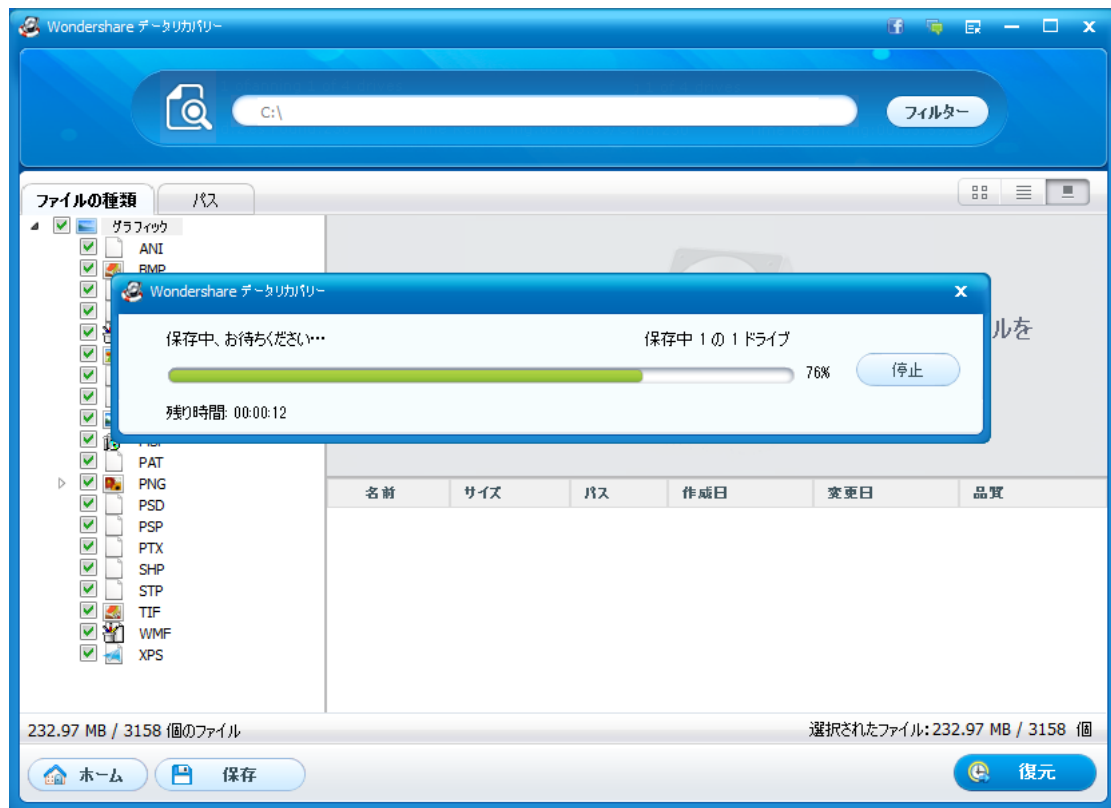 Wondershare データリカバリー
C:\
フィルター
ファイルの種類
パス
グラフィック
ANI
BMP
Wondershare データリカバリー
保存中、お待ちください…
保存中 1 の 1 ドライブ
76%
停止
残り時間: 00:00:12
ルを
PAT
PNG
PSD
PSP
PTX
SHP
STP
TIF
WMF
XPS
名前 サイズ パス 作成日 変更日 品質
232.97 MB / 3158 個のファイル
選択されたファイル: 232.97 MB / 3158 個
ホーム
保存
復元